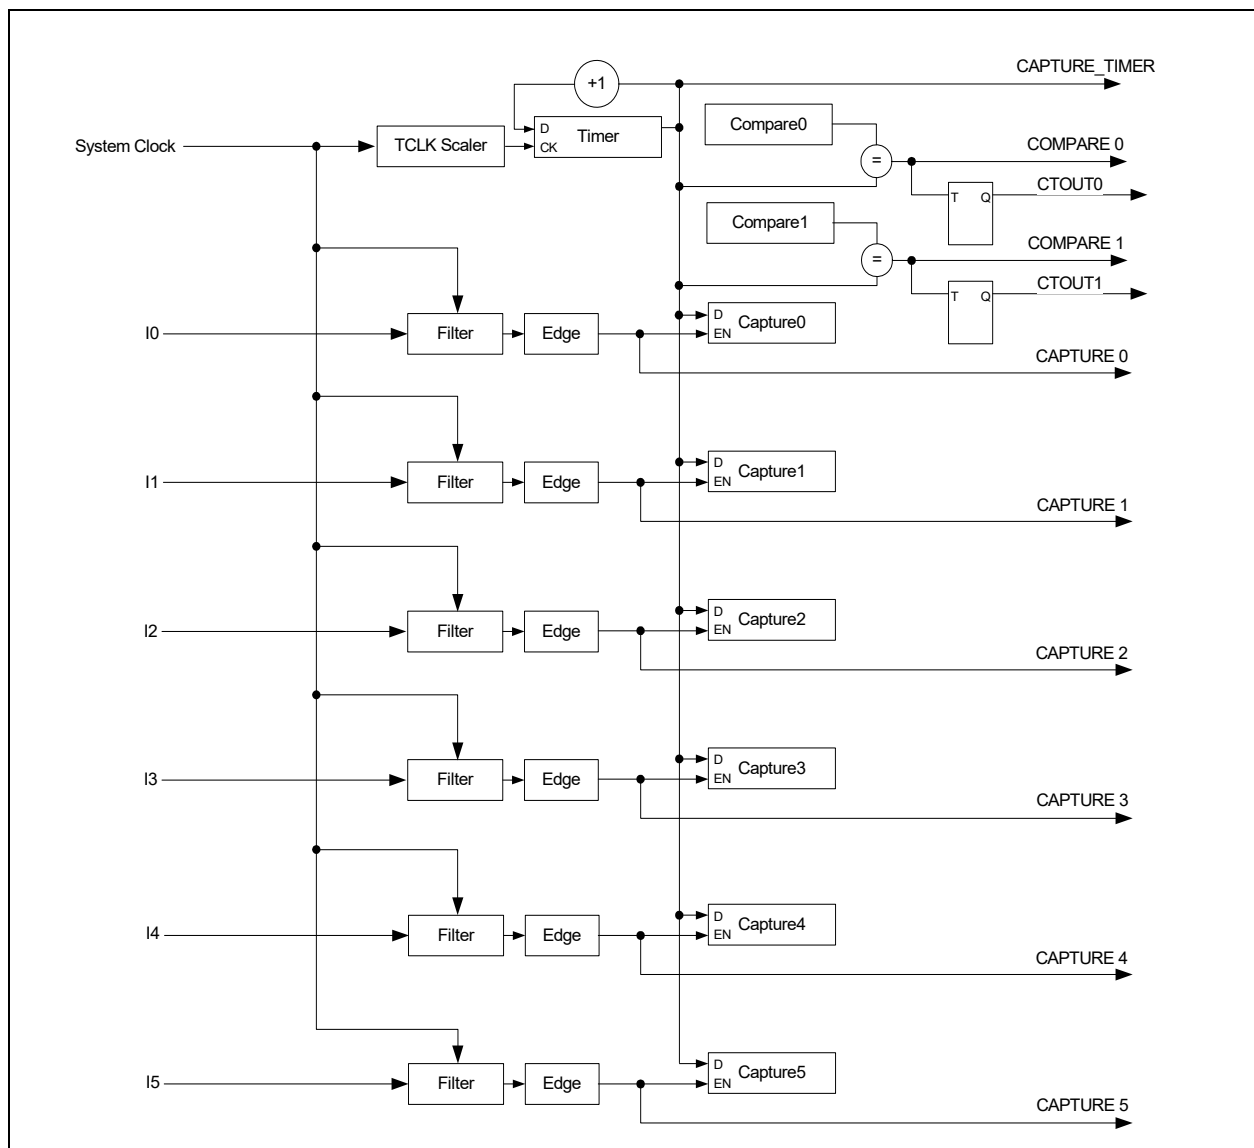 CAPTURE_TIMER
+1
Compare0
D
Timer
System Clock
TCLK Scaler
CK
=
COMPARE 0
CTOUT0
T Q
Compare1
COMPARE 1
=
CTOUT1
T Q
D
Capture0
I0
Filter
Edge
EN
CAPTURE 0
D
Capture1
I1
Filter
Edge
EN
CAPTURE 1
D
Capture2
I2
Filter
Edge
EN
CAPTURE 2
D
Capture3
I3
Filter
Edge
EN
CAPTURE 3
D
Capture4
I4
Filter
Edge
EN
CAPTURE 4
D
Capture5
I5
Filter
Edge
EN
CAPTURE 5